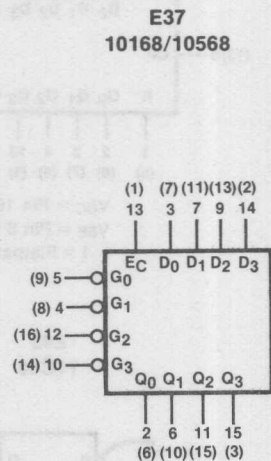 E37
10168/10568
(1) (7) (11) (13) (2)
13 3 7 9 14
EC D0 D1 D2 D3
(9) 5 G0
(8) 4 G1
(16) 12 G2
(14) 10 G3
Q0 Q1 Q2 Q3
2 6 11 15
(6) (10) (15) (3)